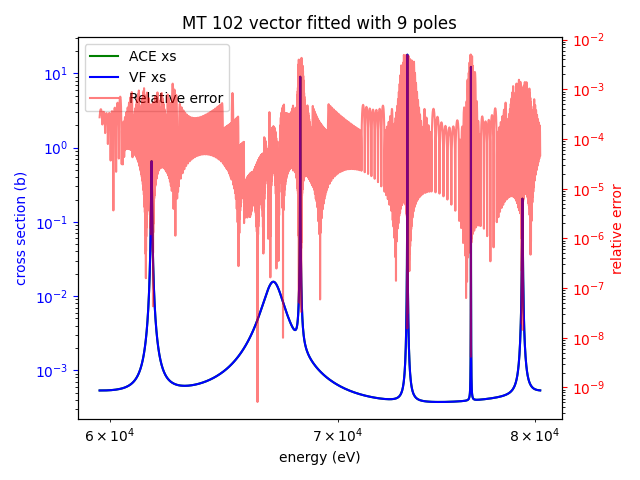 MT 102 vector fitted with 9 poles
ACE xs
VF xs
Relative error
cross section (b)
10¹
10⁰
10⁻¹
10⁻²
10⁻³
10⁻²
10⁻³
10⁻⁴
10⁻⁵
10⁻⁶
10⁻⁷
10⁻⁸
10⁻⁹
relative error
6 × 10⁴
7 × 10⁴
8 × 10⁴
energy (eV)